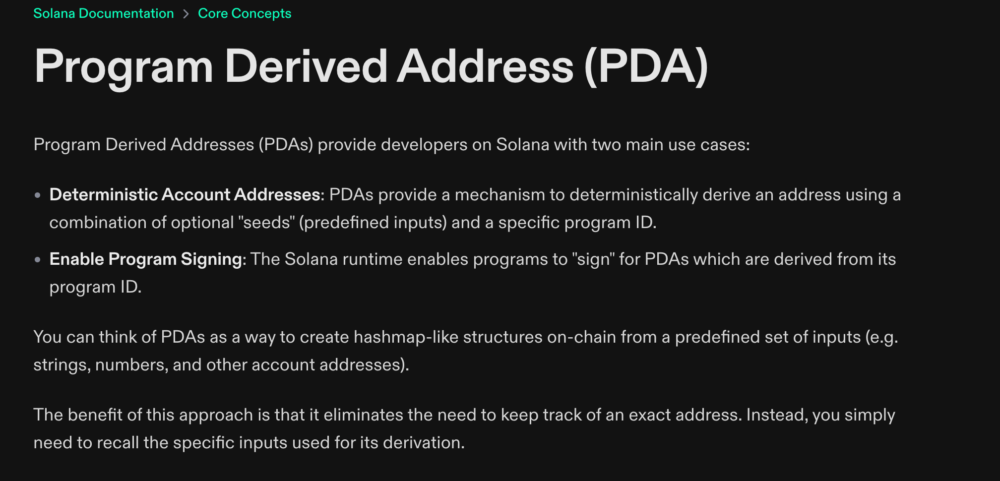 Solana Documentation > Core Concepts
Program Derived Address (PDA)
Program Derived Addresses (PDAs) provide developers on Solana with two main use cases:
• Deterministic Account Addresses: PDAs provide a mechanism to deterministically derive an address using a
combination of optional "seeds" (predefined inputs) and a specific program ID.
• Enable Program Signing: The Solana runtime enables programs to "sign" for PDAs which are derived from its
program ID.
You can think of PDAs as a way to create hashmap-like structures on-chain from a predefined set of inputs (e.g.
strings, numbers, and other account addresses).
The benefit of this approach is that it eliminates the need to keep track of an exact address. Instead, you simply
need to recall the specific inputs used for its derivation.